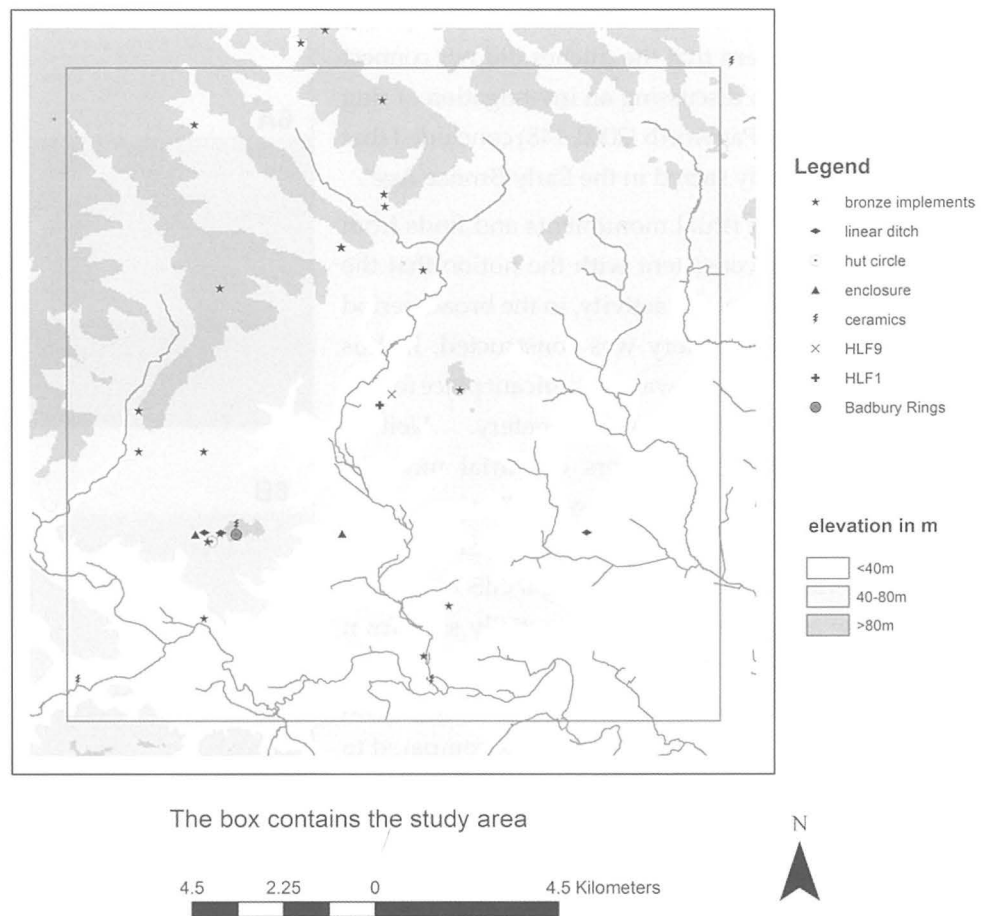 Legend
bronze implements
linear ditch
hut circle
enclosure
ceramics
HLF9
HLF1
Badbury Rings
elevation in m
<40m
40-80m
>80m
The box contains the study area
N
4.5 2.25 0 4.5 Kilometers